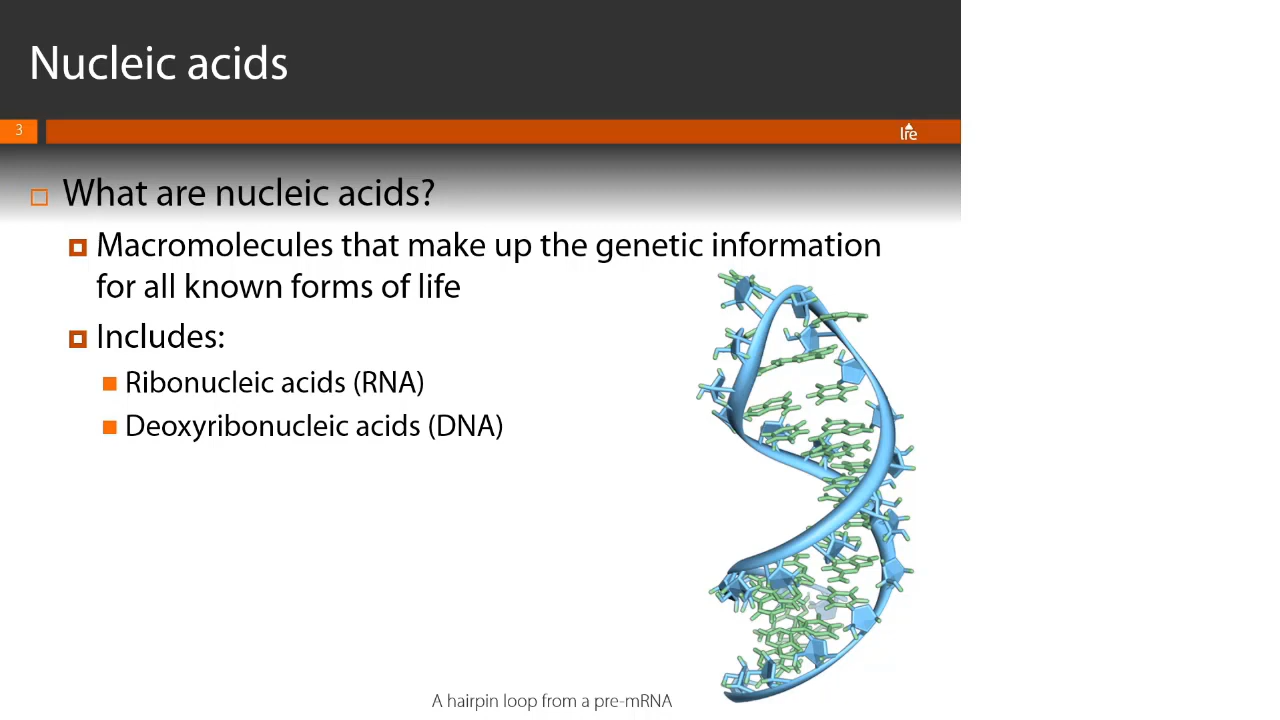 Nucleic acids
3
lre
What are nucleic acids?
Macromolecules that make up the genetic information
for all known forms of life
Includes:
Ribonucleic acids (RNA)
Deoxyribonucleic acids (DNA)
A hairpin loop from a pre-mRNA